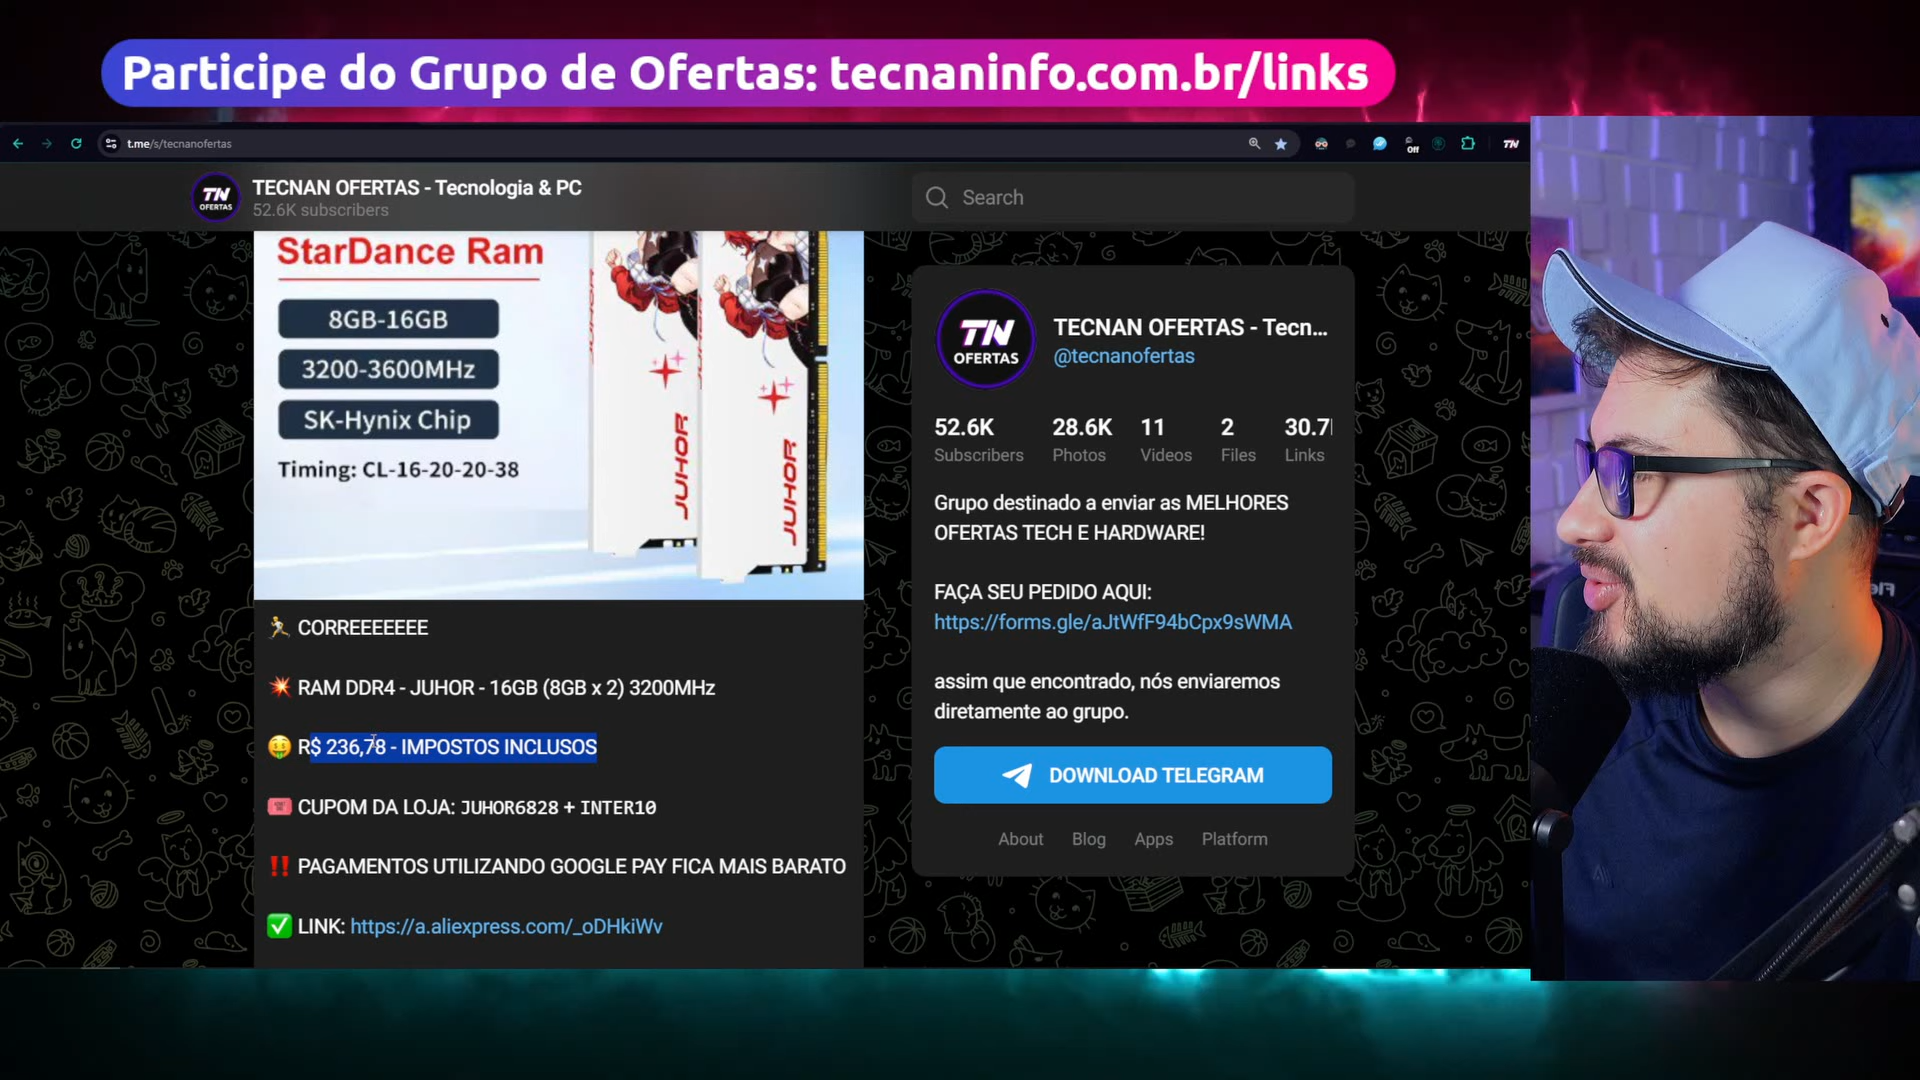 Participe do Grupo de Ofertas: tecnaninfo.com.br/links
t.me/s/tecnanofertas
Off
TN
TN
OFERTAS
TECNAN OFERTAS - Tecnologia & PC
52.6K subscribers
Search
StarDance Ram
8GB-16GB
3200-3600MHz
SK-Hynix Chip
Timing: CL-16-20-20-38
JUHOR
JUHOR
CORREEEEEEE
RAM DDR4 - JUHOR - 16GB (8GB x 2) 3200MHz
R$ 236,78 - IMPOSTOS INCLUSOS
CUPOM DA LOJA: JUHOR6828 + INTER10
PAGAMENTOS UTILIZANDO GOOGLE PAY FICA MAIS BARATO
LINK: https://a.aliexpress.com/_oDHkiWv
TN
OFERTAS
TECNAN OFERTAS - Tecn...
@tecnanofertas
52.6K 28.6K 11 2 30.7
Subscribers Photos Videos Files Links
Grupo destinado a enviar as MELHORES
OFERTAS TECH E HARDWARE!
FAÇA SEU PEDIDO AQUI:
https://forms.gle/aJtWfF94bCpx9sWMA
assim que encontrado, nós enviaremos
diretamente ao grupo.
DOWNLOAD TELEGRAM
About Blog Apps Platform